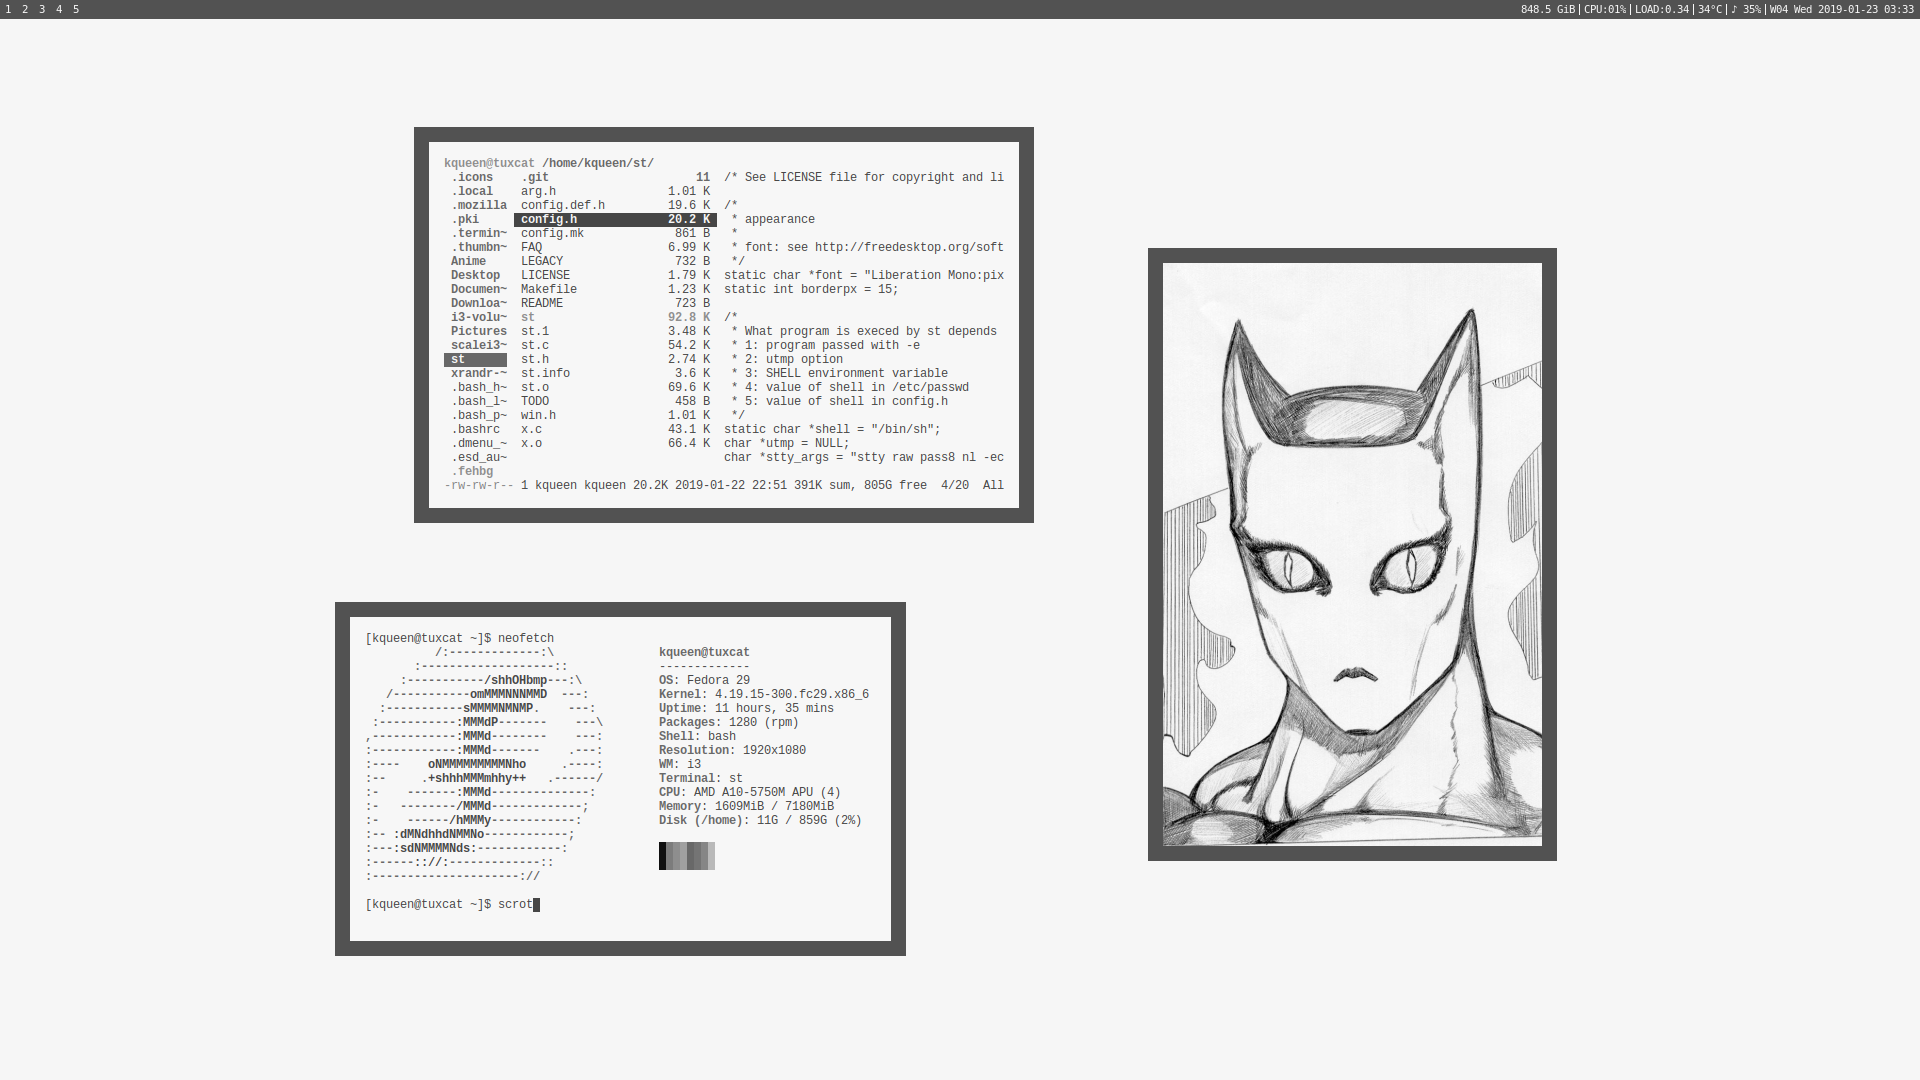 1 2 3 4 5 848.5 GiB|CPU:01%|LOAD:0.34|34°C|♪ 35%|W04 Wed 2019-01-23 03:33
kqueen@tuxcat /home/kqueen/st/
.icons .git 11 /* See LICENSE file for copyright and li
.local arg.h 1.01 K
.mozilla config.def.h 19.6 K /*
.pki config.h 20.2 K * appearance
.termin~ config.mk 861 B *
.thumbn~ FAQ 6.99 K * font: see http://freedesktop.org/soft
Anime LEGACY 732 B */
Desktop LICENSE 1.79 K static char *font = "Liberation Mono:pix
Documen~ Makefile 1.23 K static int borderpx = 15;
Downloa~ README 723 B
i3-volu~ st 92.8 K /*
Pictures st.1 3.48 K * What program is execed by st depends
scalei3~ st.c 54.2 K * 1: program passed with -e
st st.h 2.74 K * 2: utmp option
xrandr-~ st.info 3.6 K * 3: SHELL environment variable
.bash_h~ st.o 69.6 K * 4: value of shell in /etc/passwd
.bash_l~ TODO 458 B * 5: value of shell in config.h
.bash_p~ win.h 1.01 K */
.bashrc x.c 43.1 K static char *shell = "/bin/sh";
.dmenu_~ x.o 66.4 K char *utmp = NULL;
.esd_au~ char *stty_args = "stty raw pass8 nl -ec
.fehbg
-rw-rw-r-- 1 kqueen kqueen 20.2K 2019-01-22 22:51 391K sum, 805G free 4/20 All
[kqueen@tuxcat ~]$ neofetch
/:-------------:\ kqueen@tuxcat
:-------------------:: -------------
:-----------/shhOHbmp---:\ OS: Fedora 29
/-----------omMMMNNNMMD ---: Kernel: 4.19.15-300.fc29.x86_6
:-----------sMMMMNMNMP. ---: Uptime: 11 hours, 35 mins
:-----------:MMMdP------- ---\ Packages: 1280 (rpm)
,------------:MMMd-------- ---: Shell: bash
:------------:MMMd------- .---: Resolution: 1920x1080
:---- oNMMMMMMMMMNho .----: WM: i3
:-- .+shhhMMMmhhy++ .------/ Terminal: st
:- -------:MMMd--------------: CPU: AMD A10-5750M APU (4)
:- --------/MMMd-------------; Memory: 1609MiB / 7180MiB
:- ------/hMMMy------------: Disk (/home): 11G / 859G (2%)
:-- :dMNdhhdNMMNo------------;
:---:sdNMMMMNds:------------:
:------:://:-------------::
:---------------------://
[kqueen@tuxcat ~]$ scrot